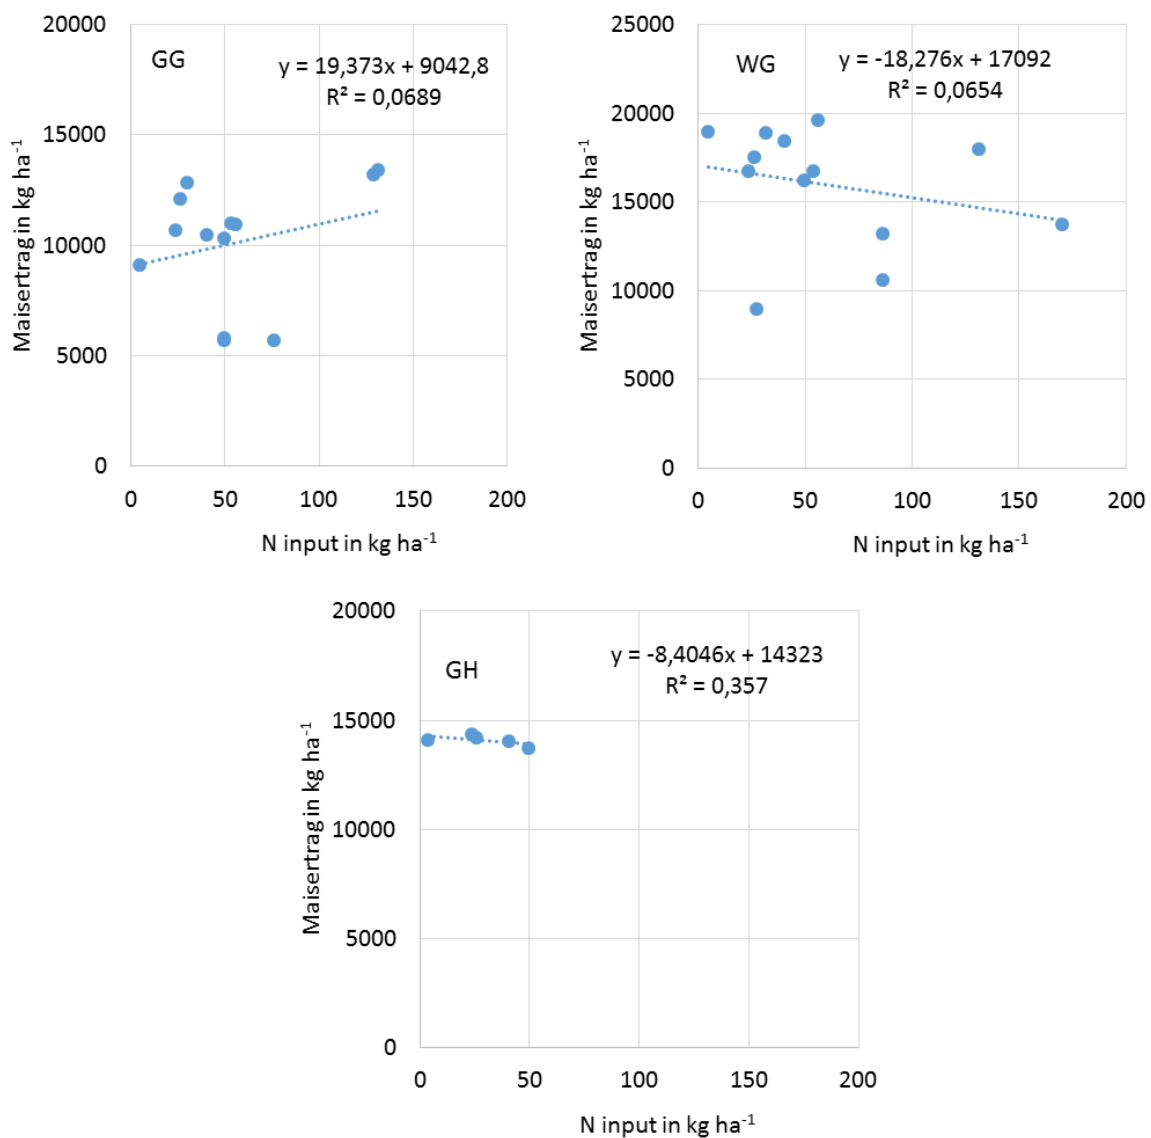 GG
y = 19,373x + 9042,8
R² = 0,0689
Maisertrag in kg ha⁻¹
20000
15000
10000
5000
0
0 50 100 150 200
N input in kg ha⁻¹
WG
y = -18,276x + 17092
R² = 0,0654
Maisertrag in kg ha⁻¹
25000
20000
15000
10000
5000
0
0 50 100 150 200
N input in kg ha⁻¹
GH
y = -8,4046x + 14323
R² = 0,357
Maisertrag in kg ha⁻¹
20000
15000
10000
5000
0
0 50 100 150 200
N input in kg ha⁻¹